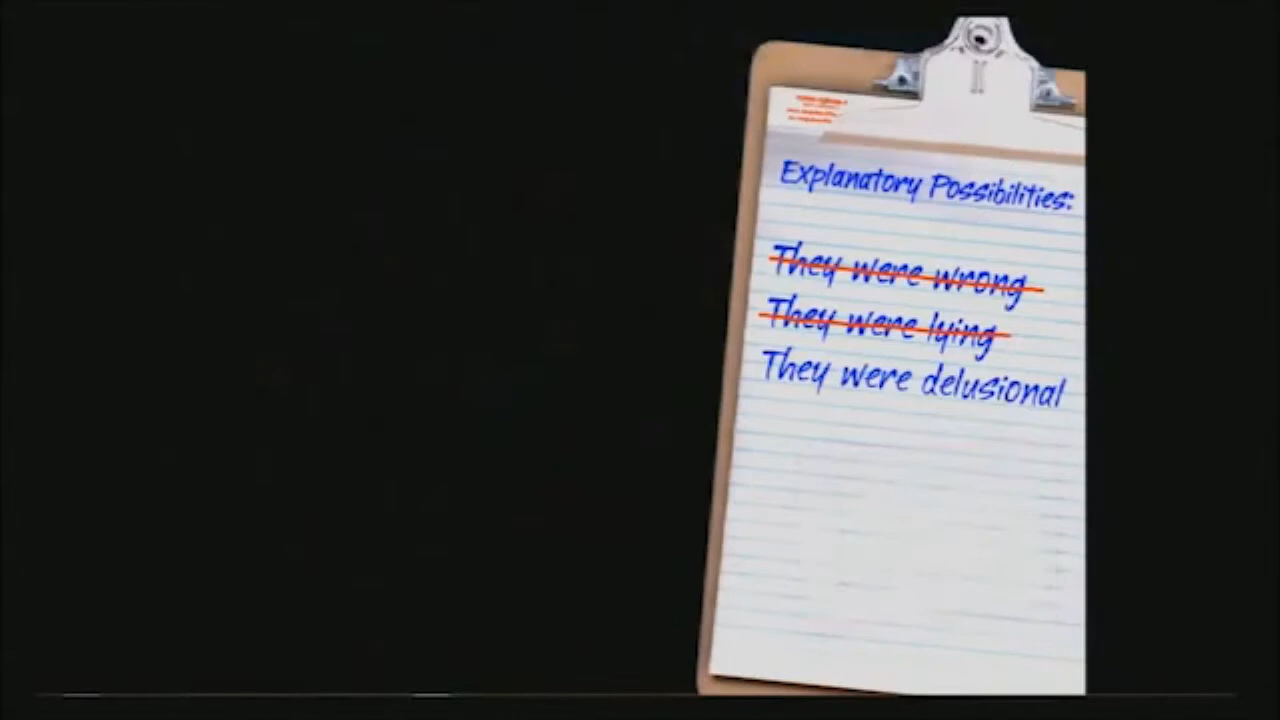 Explanatory Possibilities:
They were wrong
They were lying
They were delusional